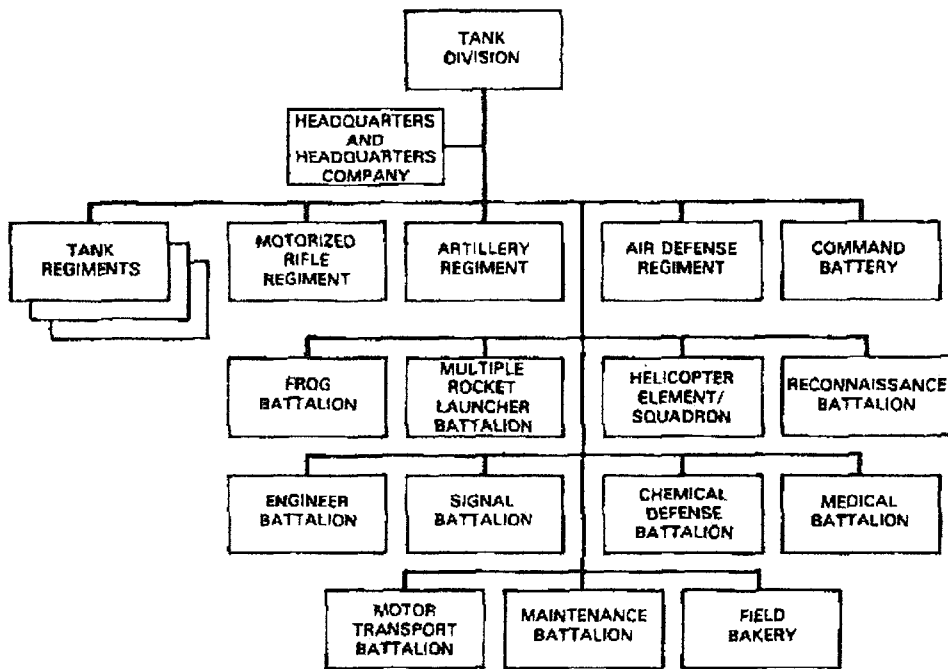 TANK
DIVISION
HEADQUARTERS
AND
HEADQUARTERS
COMPANY
TANK
REGIMENTS
MOTORIZED
RIFLE
REGIMENT
ARTILLERY
REGIMENT
AIR DEFENSE
REGIMENT
COMMAND
BATTERY
FROG
BATTALION
MULTIPLE
ROCKET
LAUNCHER
BATTALION
HELICOPTER
ELEMENT/
SQUADRON
RECONNAISSANCE
BATTALION
ENGINEER
BATTALION
SIGNAL
BATTALION
CHEMICAL
DEFENSE
BATTALION
MEDICAL
BATTALION
MOTOR
TRANSPORT
BATTALION
MAINTENANCE
BATTALION
FIELD
BAKERY